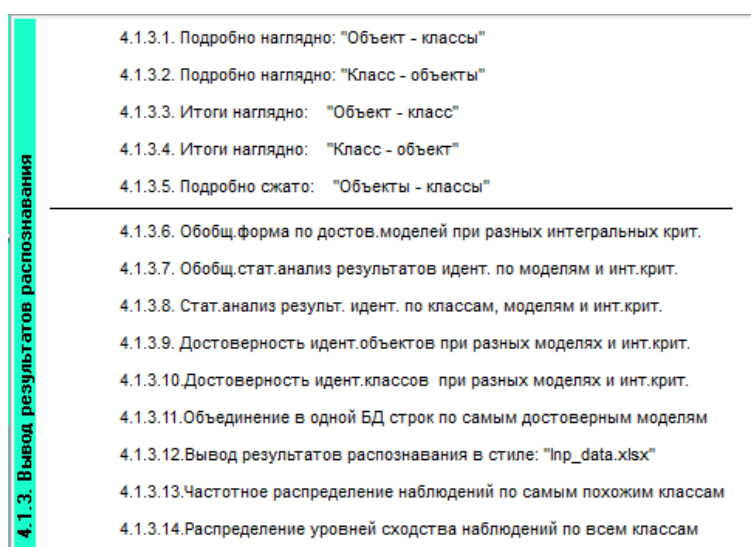 4.1.3. Вывод результатов распознавания
4.1.3.1. Подробно наглядно: "Объект - классы"
4.1.3.2. Подробно наглядно: "Класс - объекты"
4.1.3.3. Итоги наглядно: "Объект - класс"
4.1.3.4. Итоги наглядно: "Класс - объект"
4.1.3.5. Подробно сжато: "Объекты - классы"
4.1.3.6. Обобщ.форма по достов.моделей при разных интегральных крит.
4.1.3.7. Обобщ.стат.анализ результатов идент. по моделям и инт.крит.
4.1.3.8. Стат.анализ результ. идент. по классам, моделям и инт.крит.
4.1.3.9. Достоверность идент.объектов при разных моделях и инт.крит.
4.1.3.10.Достоверность идент.классов при разных моделях и инт.крит.
4.1.3.11.Объединение в одной БД строк по самым достоверным моделям
4.1.3.12.Вывод результатов распознавания в стиле: "Inp_data.xlsx"
4.1.3.13.Частотное распределение наблюдений по самым похожим классам
4.1.3.14.Распределение уровней сходства наблюдений по всем классам